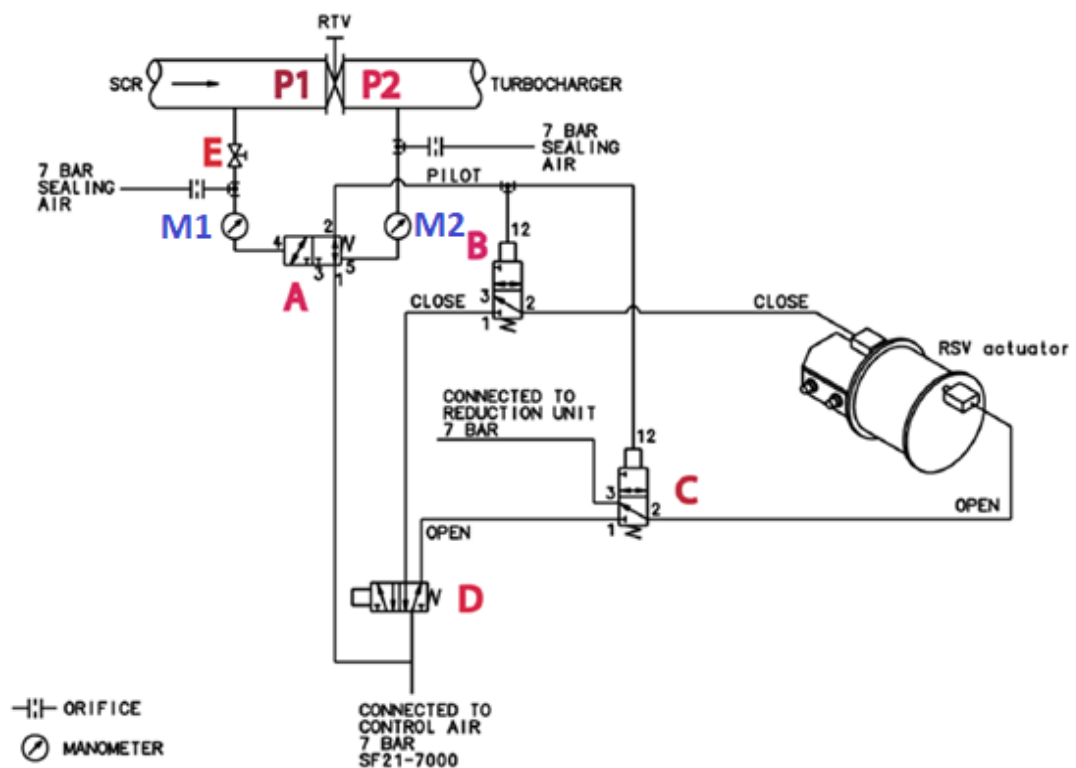 RTV
SCR
P1
P2
TURBOCHARGER
E
7 BAR
SEALING
AIR
7 BAR
SEALING
AIR
PILOT
M1
M2
2
4
3
1
5
A
12
B
3
2
1
CLOSE
CLOSE
RSV actuator
CONNECTED TO
REDUCTION UNIT
7 BAR
12
C
3
2
1
OPEN
OPEN
D
ORIFICE
MANOMETER
CONNECTED TO
CONTROL AIR
7 BAR
SF21-7000